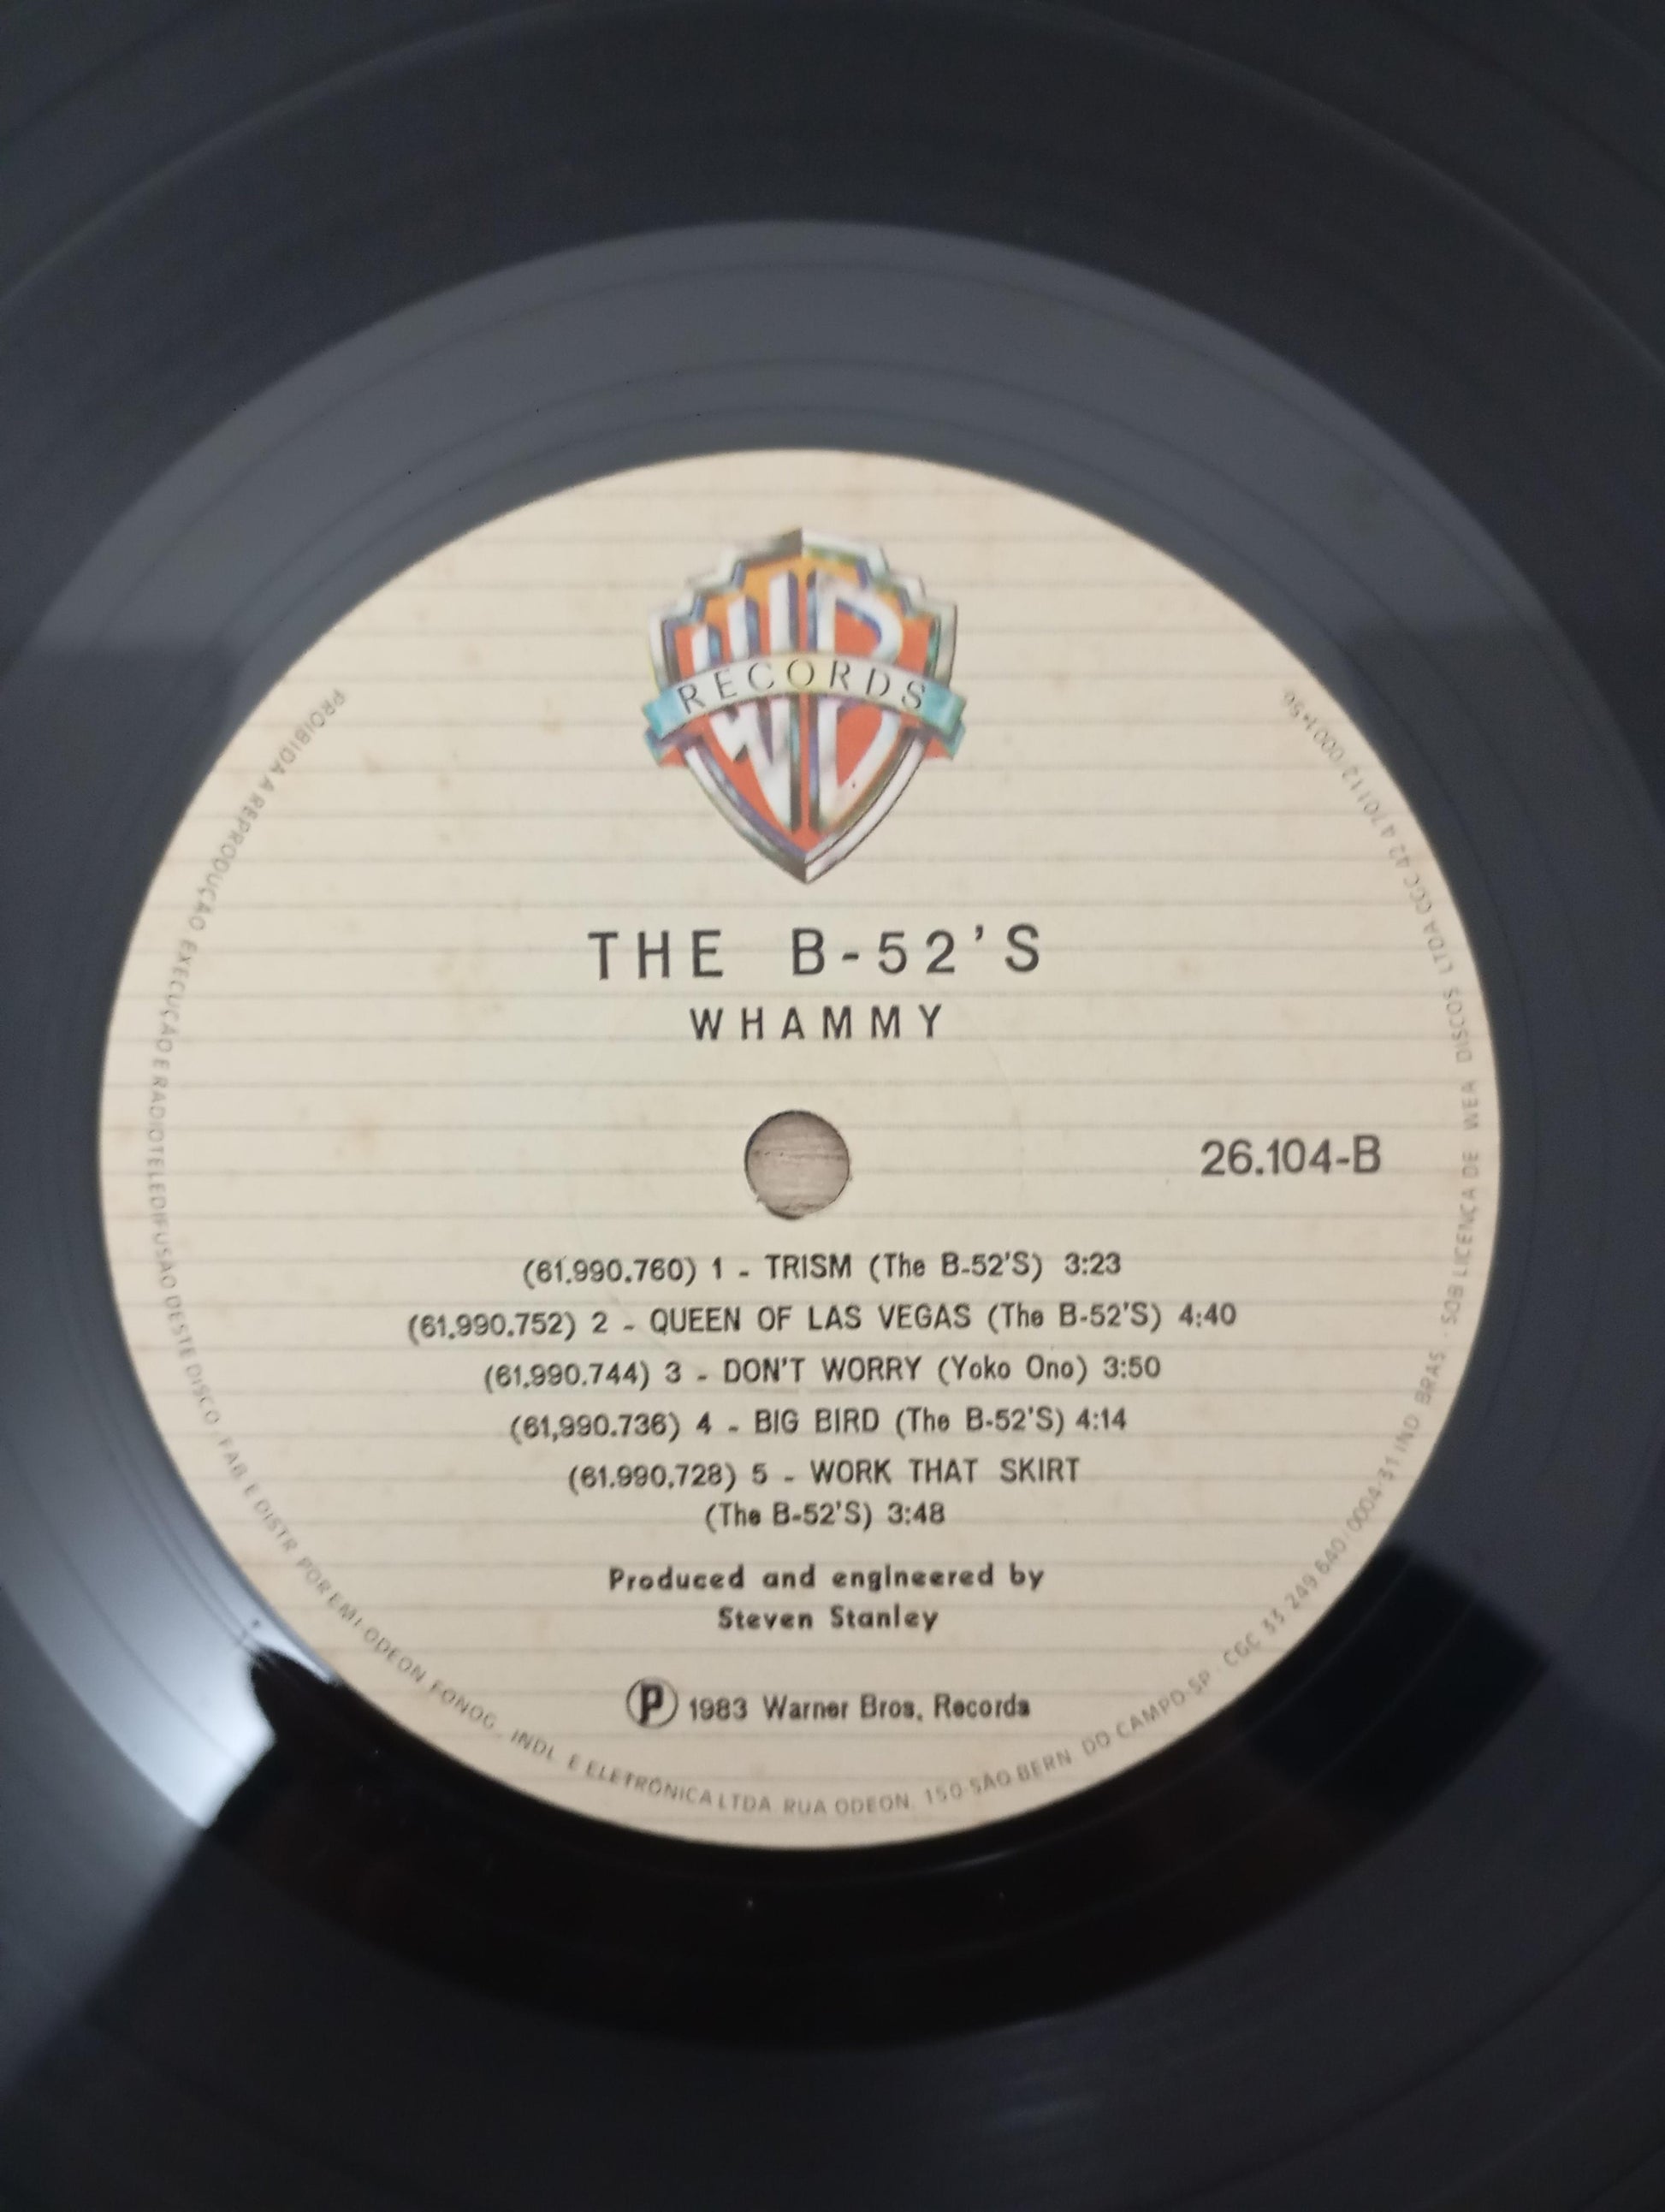 WB
RECORDS
THE B-52'S
WHAMMY
26.104-B
(61.990.760) 1 - TRISM (The B-52'S) 3:23
(61.990.752) 2 - QUEEN OF LAS VEGAS (The B-52'S) 4:40
(61.990.744) 3 - DON'T WORRY (Yoko Ono) 3:50
(61,990.736) 4 - BIG BIRD (The B-52'S) 4:14
(61.990.728) 5 - WORK THAT SKIRT
(The B-52'S) 3:48
Produced and engineered by
Steven Stanley
Ⓟ 1983 Warner Bros. Records
PROIBIDA A REPRODUÇÃO EXECUÇÃO E RADIOTELEDIFUSÃO DESTE DISCO. FAB E DISTR POR EMI ODEON FONOG., INDL E ELETRÔNICA LTDA RUA ODEON, 150-SÃO BERN DO CAMPO-SP · CGC 33 249 640/0004-31 IND BRAS · SOB LICENCA DE WEA DISCOS LTDA CGC 42 470112/0001-96